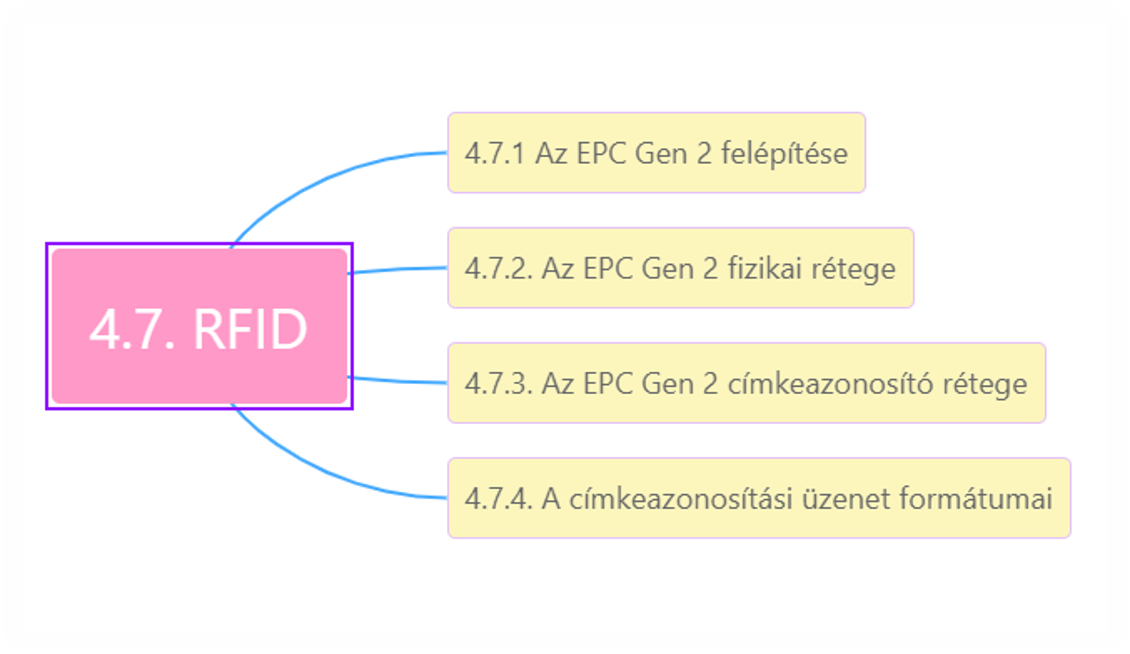 4.7. RFID
4.7.1 Az EPC Gen 2 felépítése
4.7.2. Az EPC Gen 2 fizikai rétege
4.7.3. Az EPC Gen 2 címkeazonosító rétege
4.7.4. A címkeazonosítási üzenet formátumai